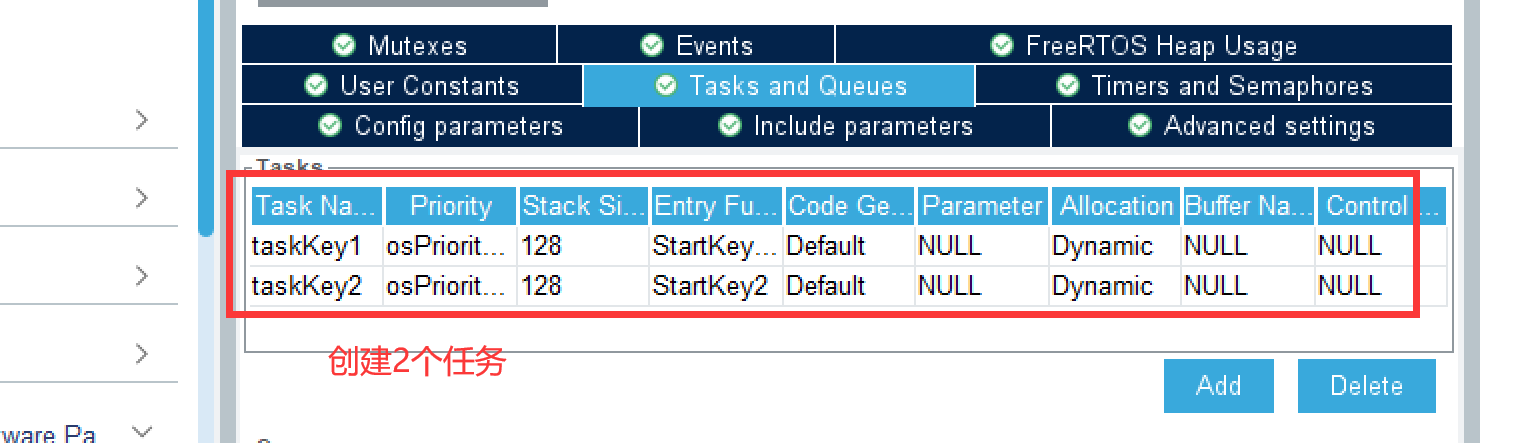 Mutexes Events FreeRTOS Heap Usage
User Constants Tasks and Queues Timers and Semaphores
Config parameters Include parameters Advanced settings
Tasks
Task Na... Priority Stack Si... Entry Fu... Code Ge... Parameter Allocation Buffer Na... Control ...
taskKey1 osPriorit... 128 StartKey... Default NULL Dynamic NULL NULL
taskKey2 osPriorit... 128 StartKey2 Default NULL Dynamic NULL NULL
创建2个任务
Add Delete
ware Pa